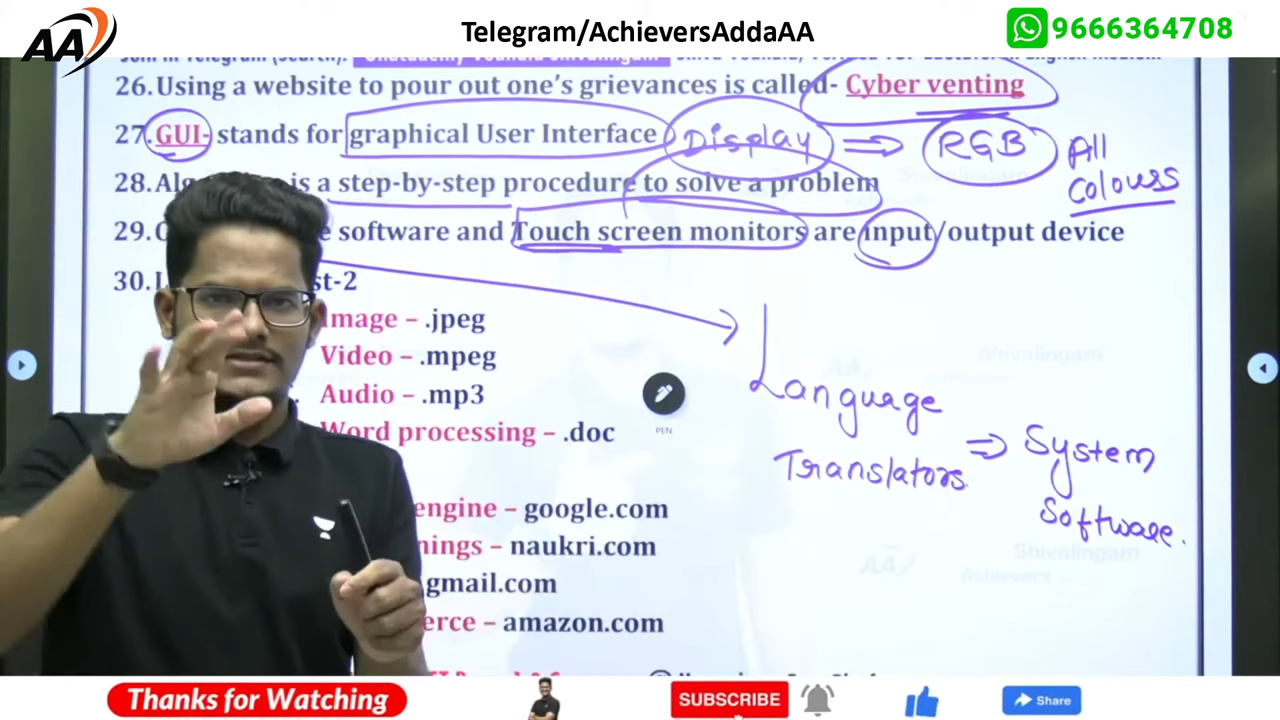 AA
Telegram/AchieversAddaAA
9666364708
26.Using a website to pour out one's grievances is called- Cyber venting
27.GUI- stands for graphical User Interface Display ⇒ RGB All Colours
28. is a step-by-step procedure to solve a problem
29. software and Touch screen monitors are input/output device
30. st-2
Image – .jpeg
Video – .mpeg
Audio – .mp3
Word processing – .doc
PEN
Language
Translators ⇒ System
Software.
engine – google.com
nings – naukri.com
gmail.com
erce – amazon.com
Shivalingam
Achievers
Thanks for Watching
SUBSCRIBE
Share